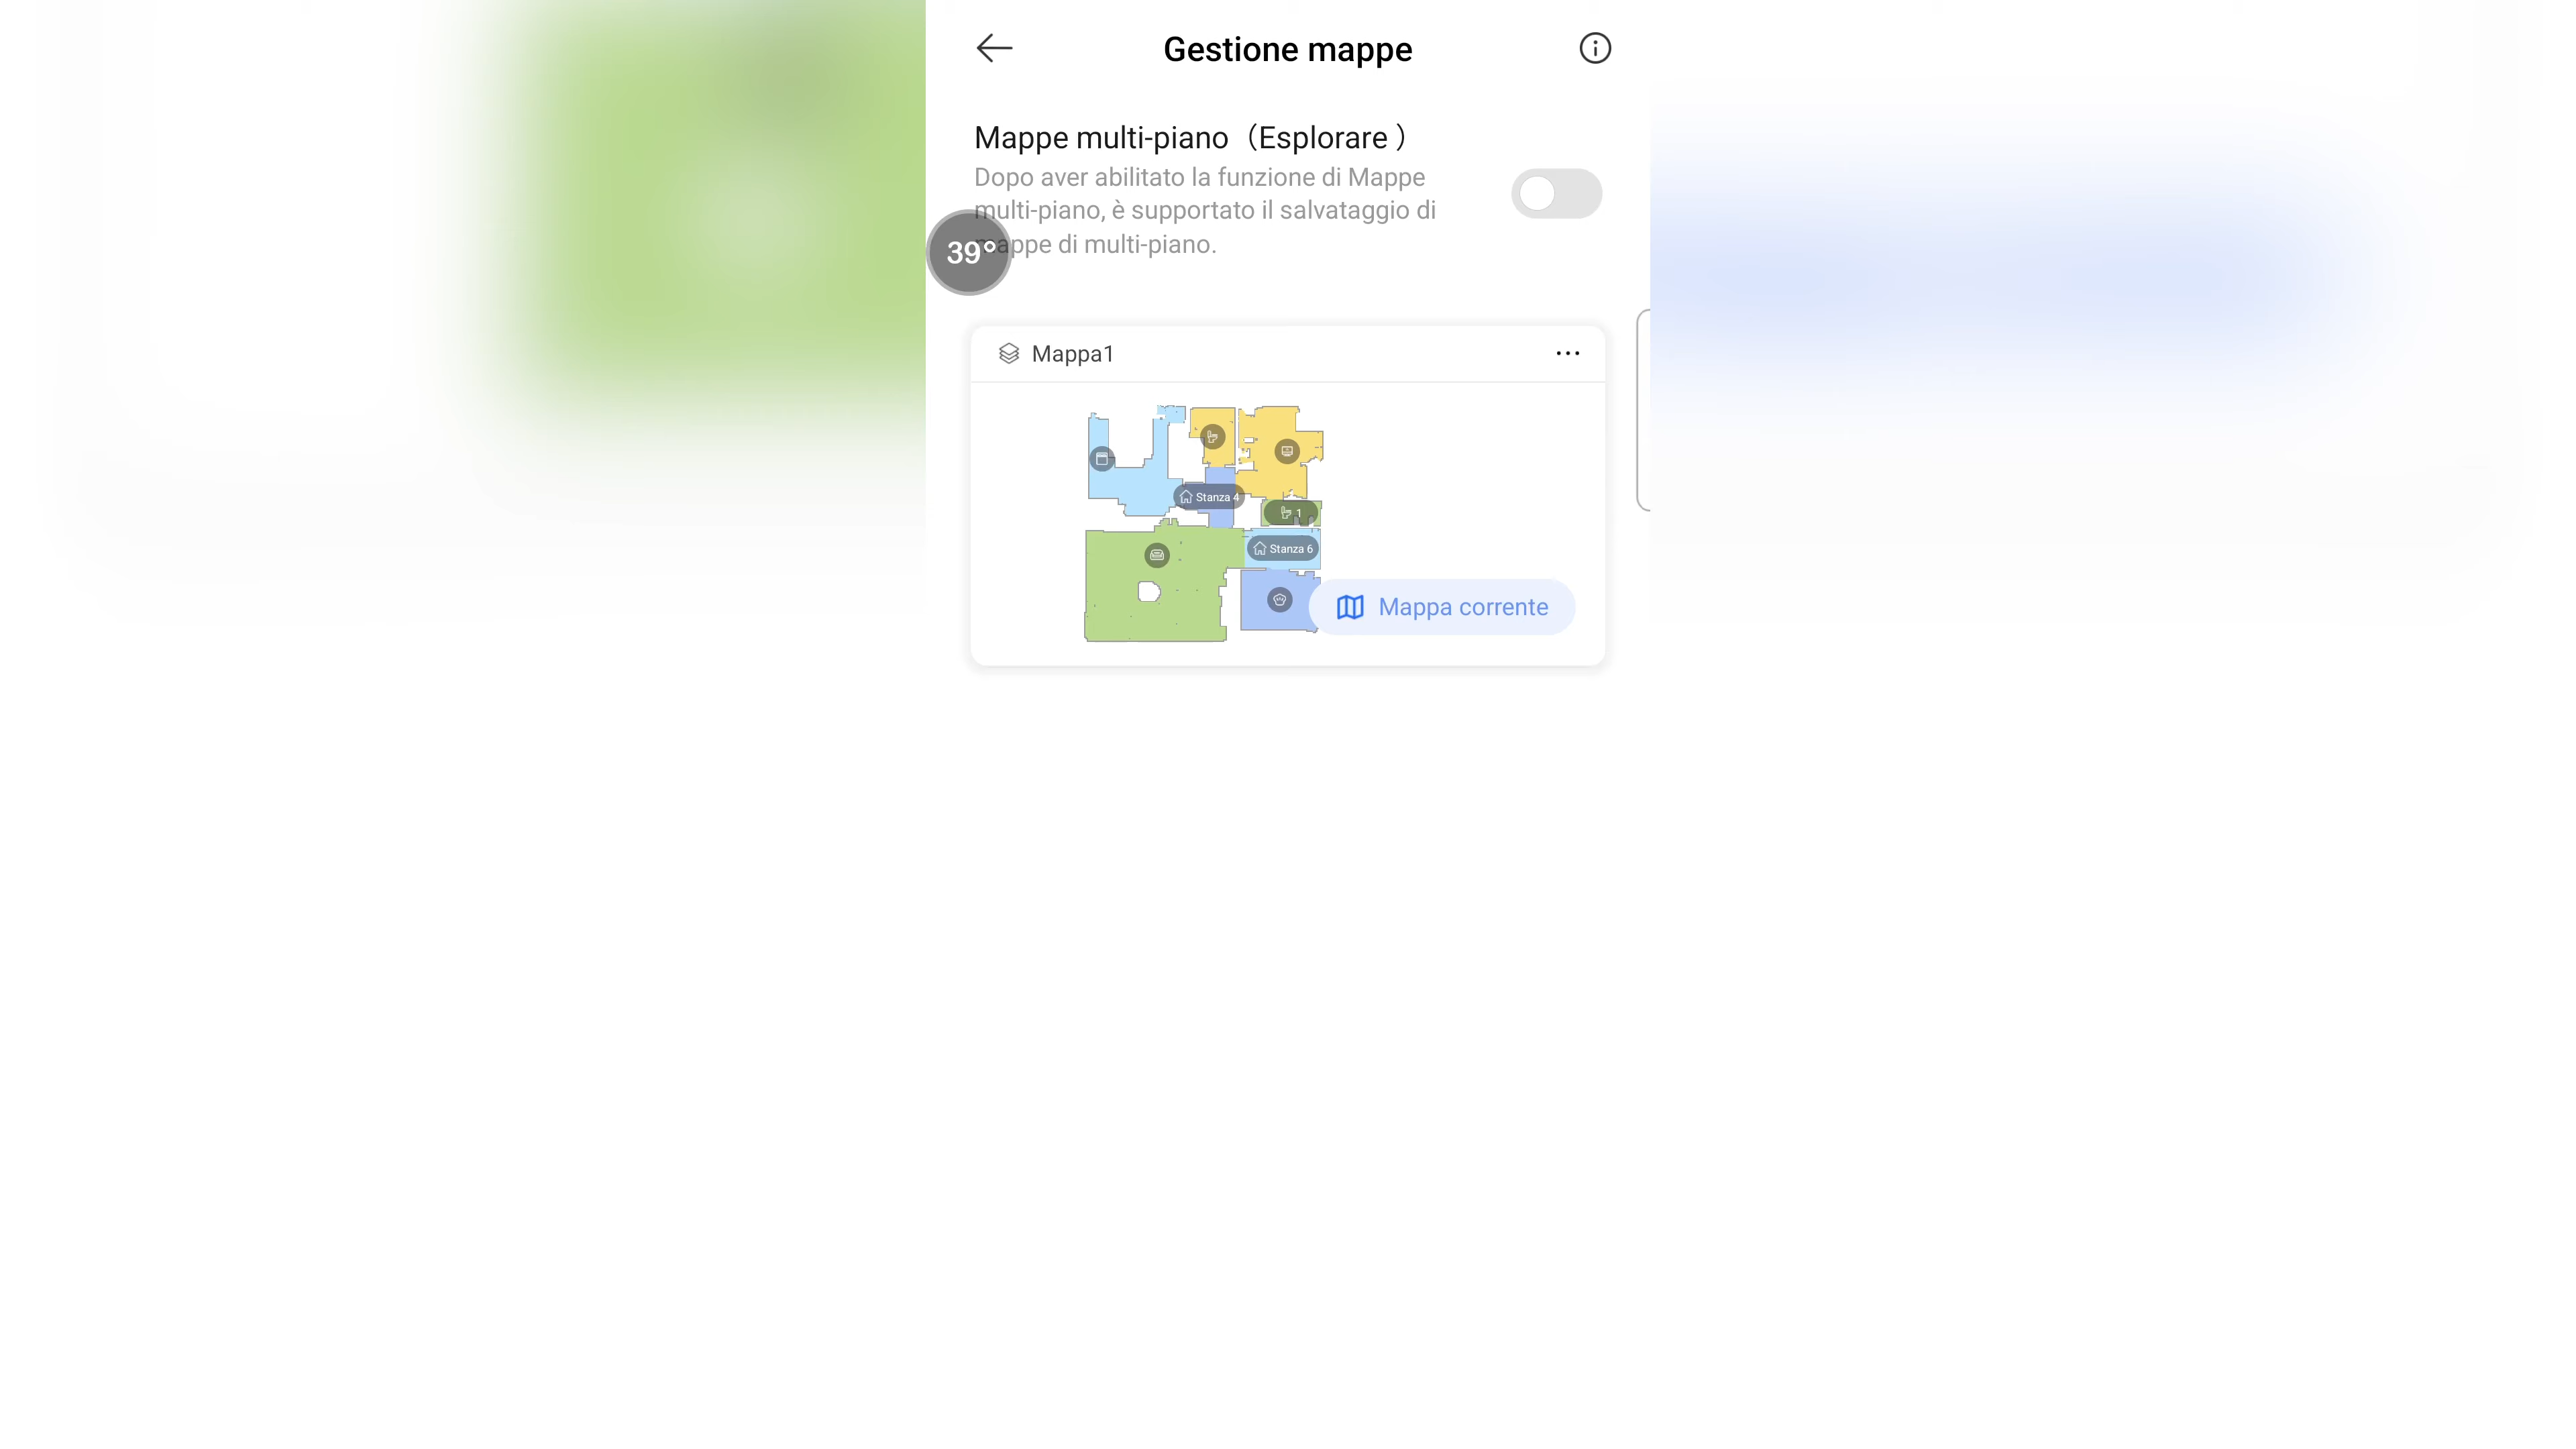 Gestione mappe
Mappe multi-piano（Esplorare ）
Dopo aver abilitato la funzione di Mappe
multi-piano, è supportato il salvataggio di
mappe di multi-piano.
39°
Mappa1
Stanza 4
1
Stanza 6
Mappa corrente